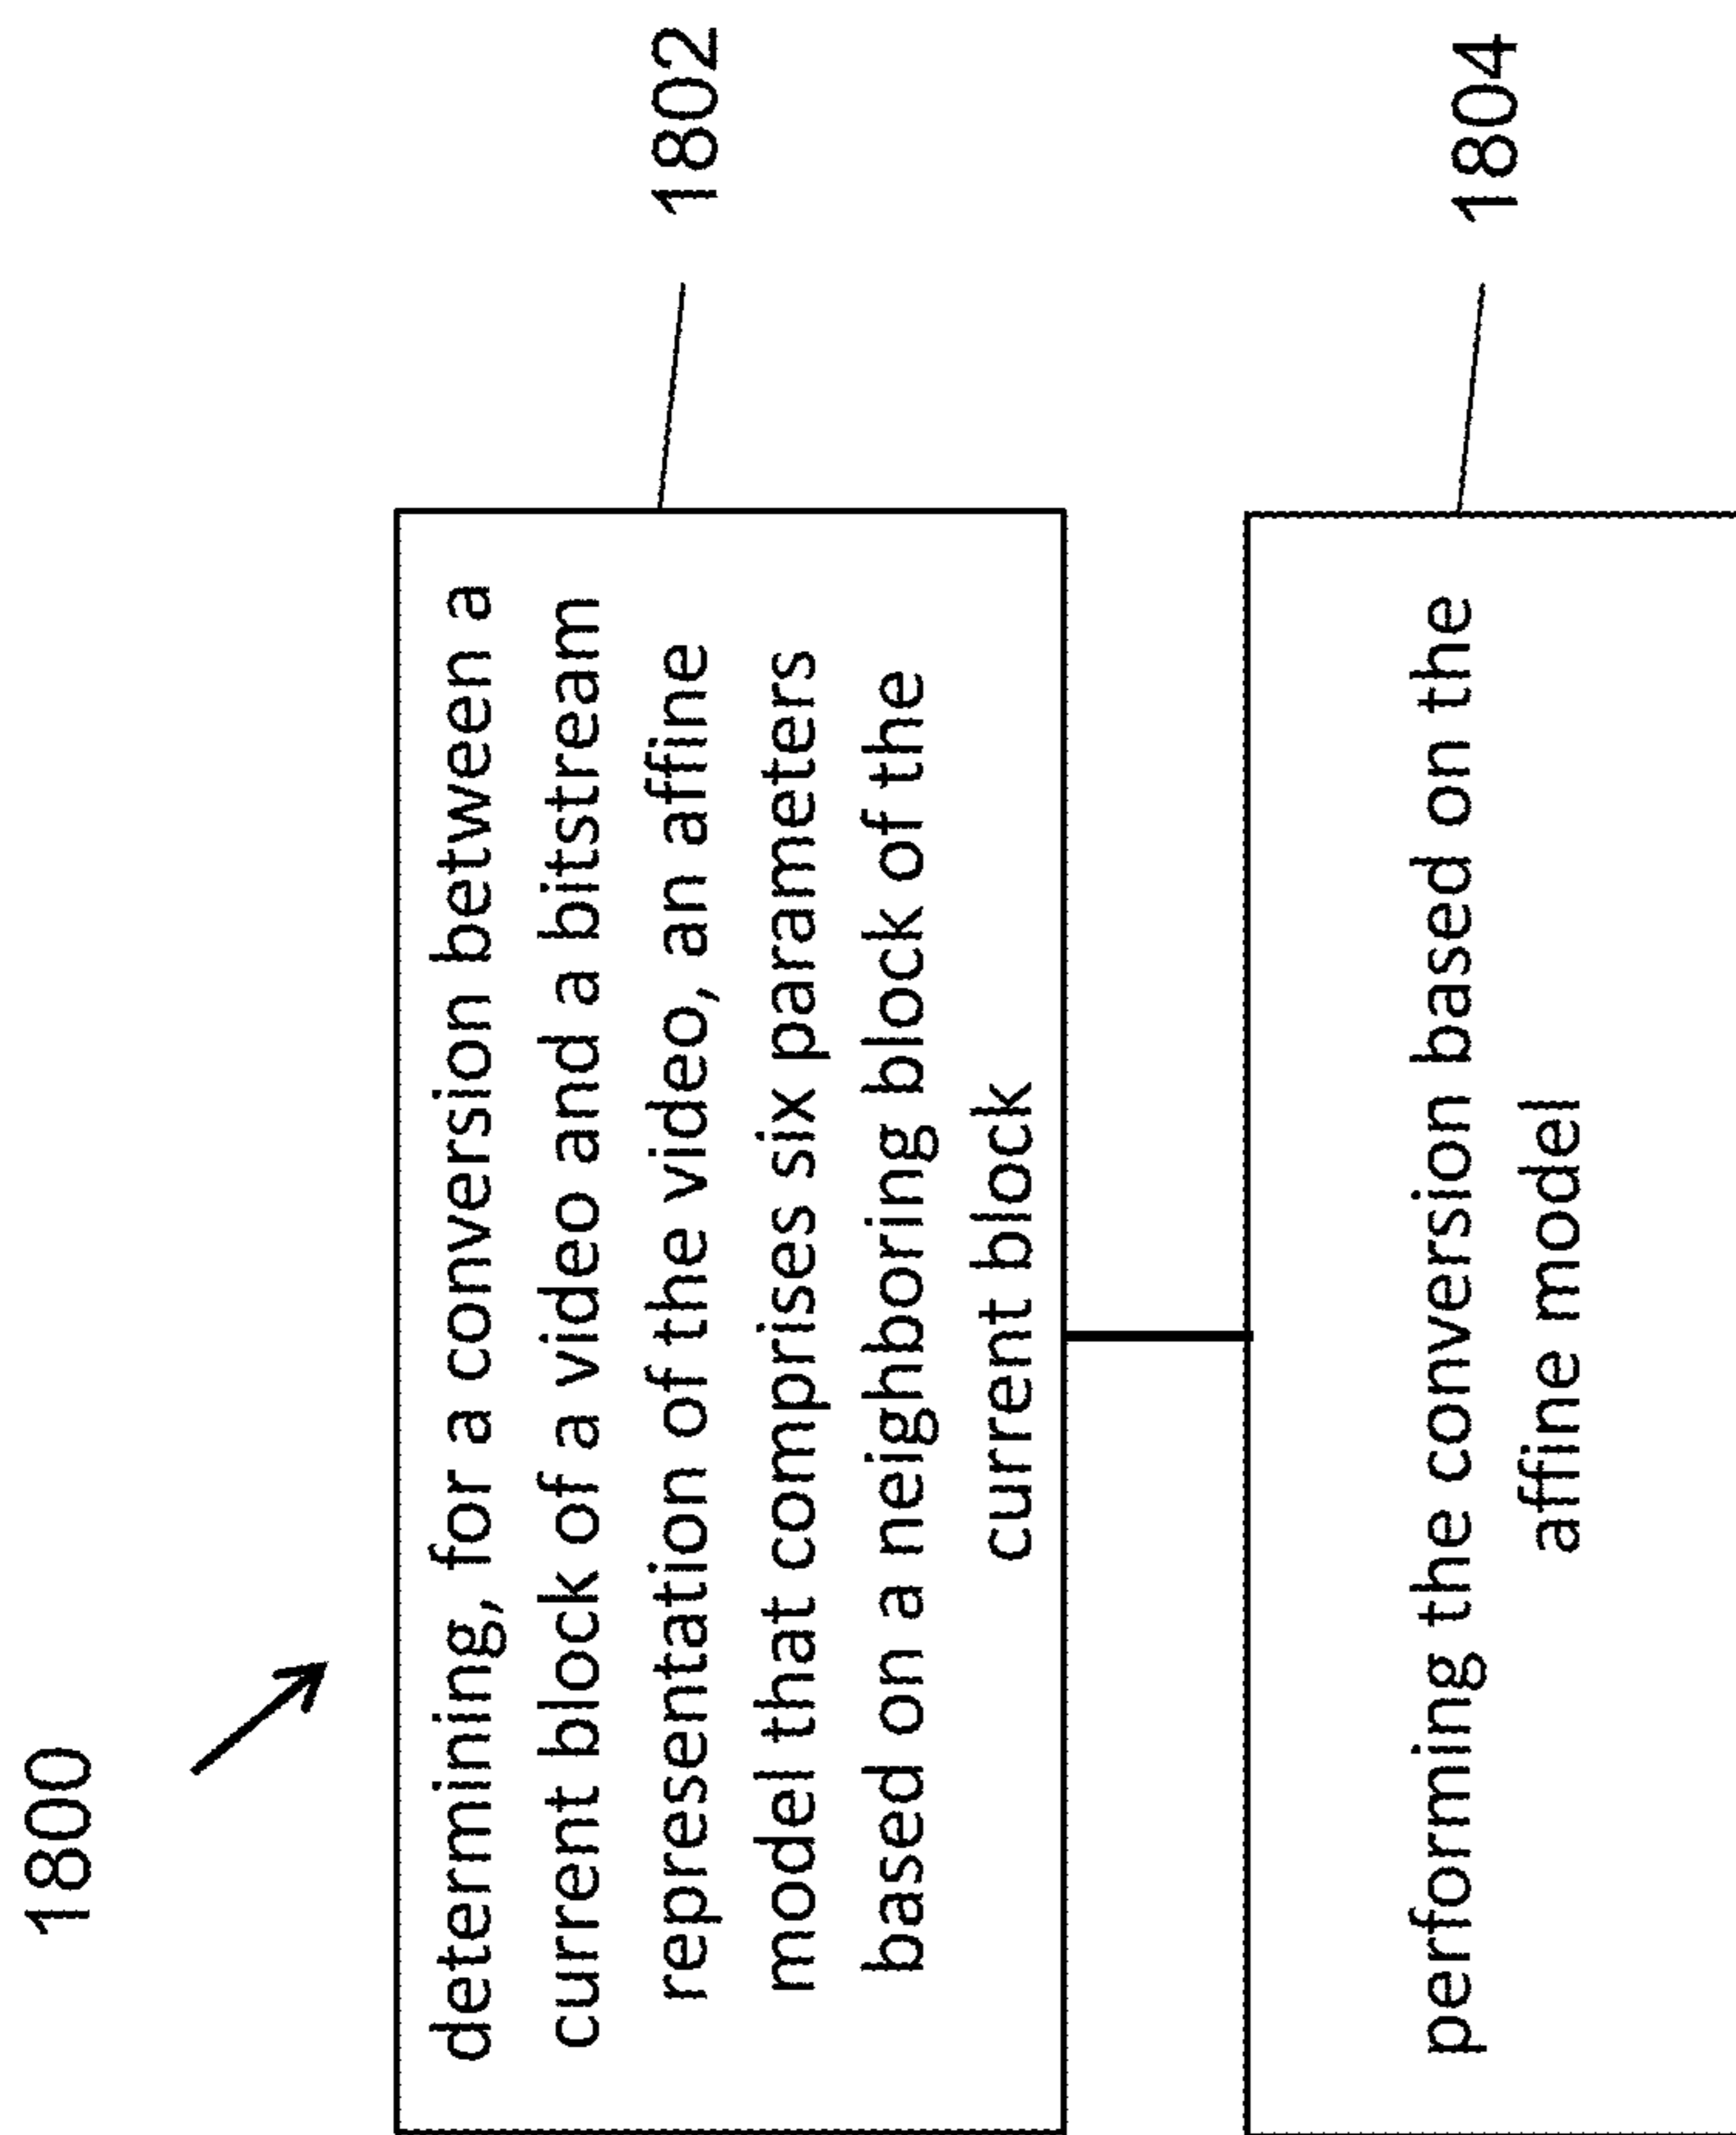 1800
determining, for a conversion between a
current block of a video and a bitstream
representation of the video, an affine
model that comprises six parameters
based on a neighboring block of the
current block
1802
performing the conversion based on the
affine model
1804